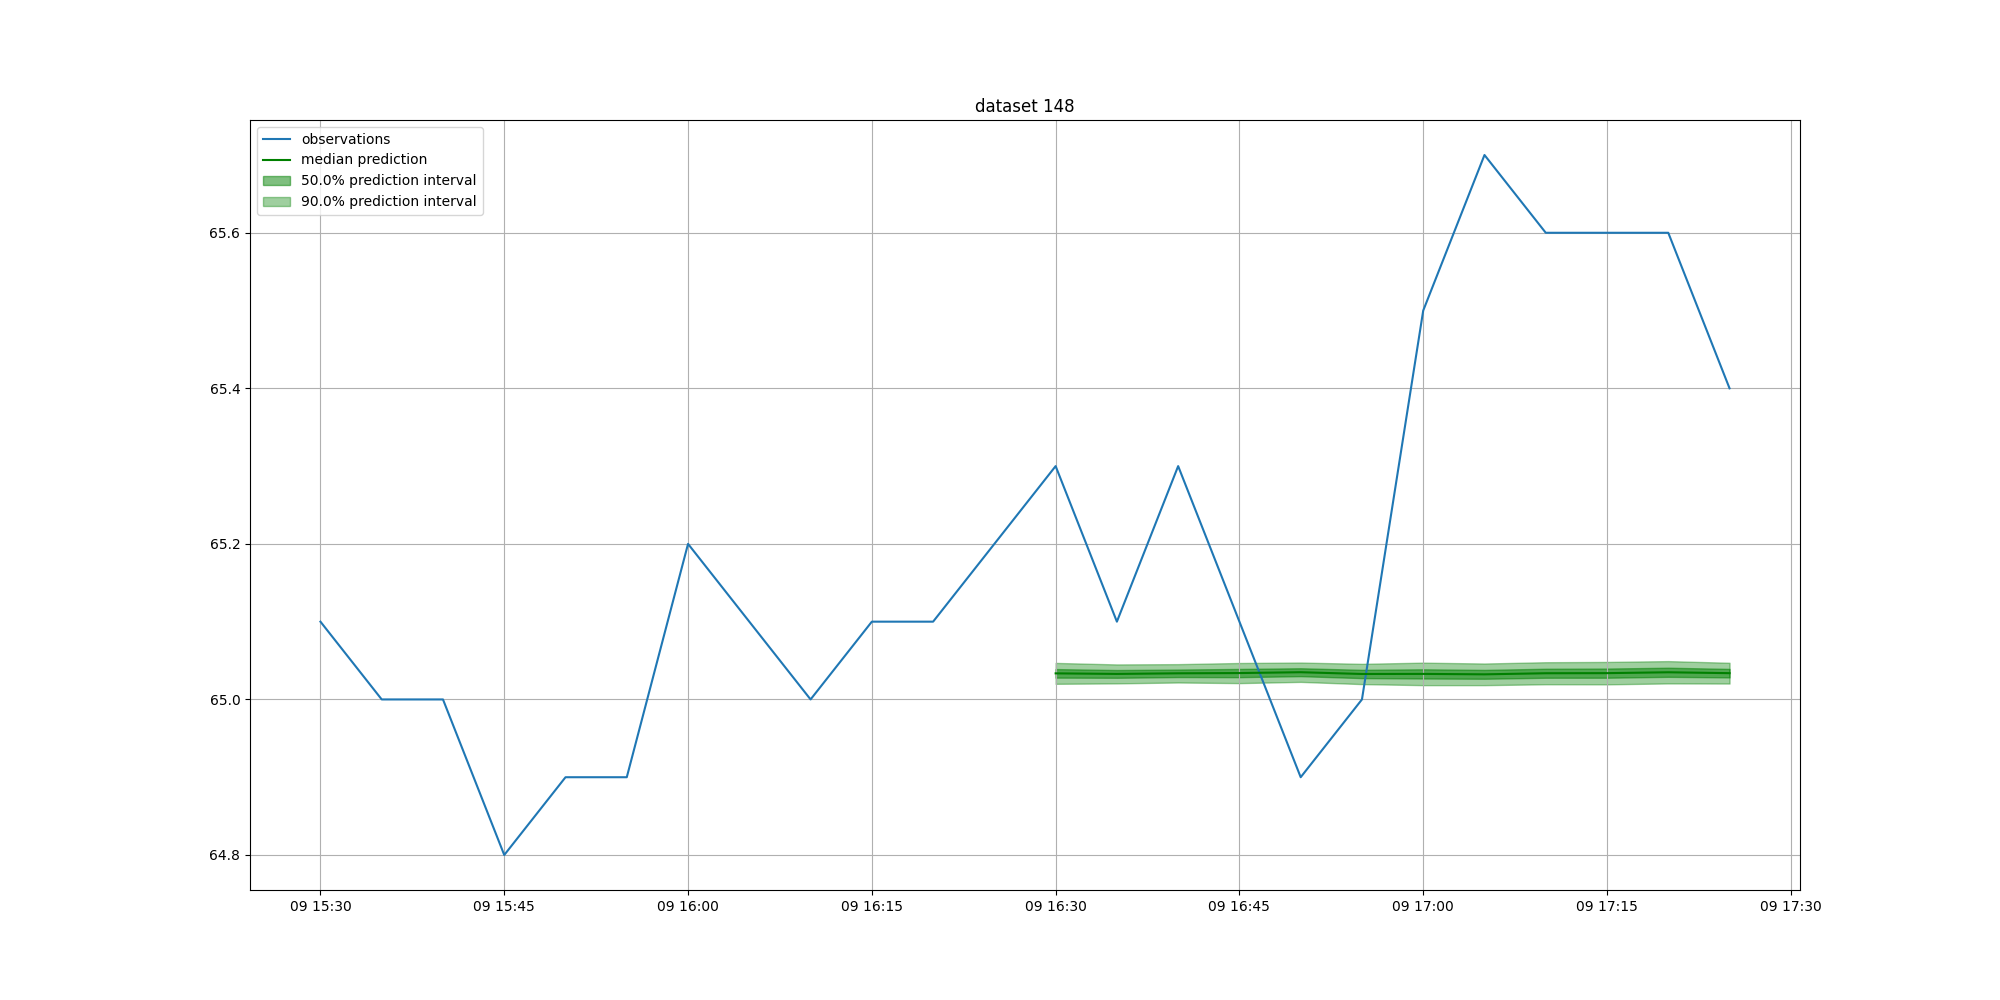 dataset 148
observations
median prediction
50.0% prediction interval
90.0% prediction interval
65.6
65.4
65.2
65.0
64.8
09 15:30 09 15:45 09 16:00 09 16:15 09 16:30 09 16:45 09 17:00 09 17:15 09 17:30